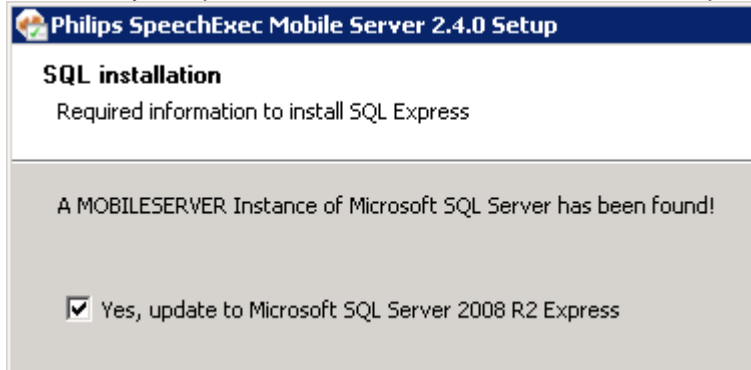 Philips SpeechExec Mobile Server 2.4.0 Setup
SQL installation
Required information to install SQL Express
A MOBILESERVER Instance of Microsoft SQL Server has been found!
Yes, update to Microsoft SQL Server 2008 R2 Express